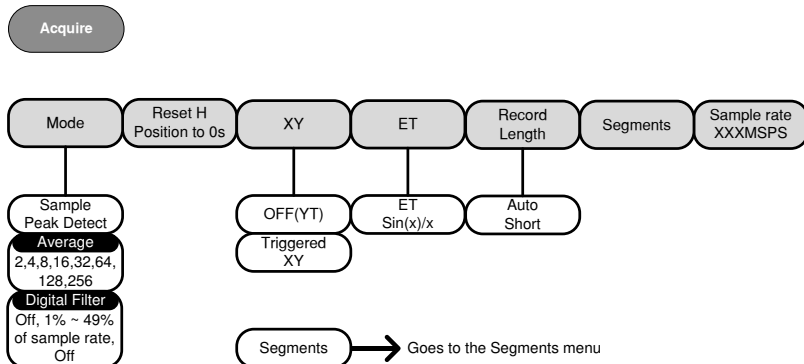 Acquire
Mode
Reset H
Position to 0s
XY
ET
Record
Length
Segments
Sample rate
XXXMSPS
Sample
Peak Detect
Average
2,4,8,16,32,64,
128,256
Digital Filter
Off, 1% ~ 49%
of sample rate,
Off
OFF(YT)
Triggered
XY
ET
Sin(x)/x
Auto
Short
Segments
Goes to the Segments menu